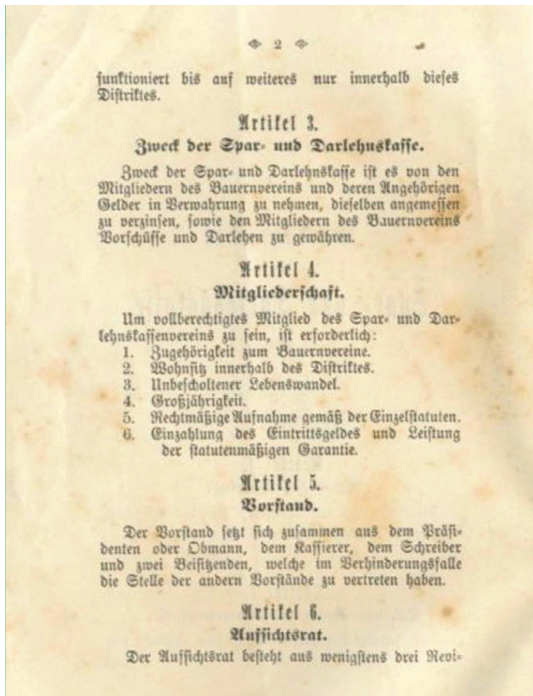 2
funktioniert bis auf weiteres nur innerhalb dieses
Distriktes.
Artikel 3.
Zweck der Spar- und Darlehnskasse.
Zweck der Spar- und Darlehnskasse ist es von den
Mitgliedern des Bauernvereins und deren Angehörigen
Gelder in Verwahrung zu nehmen, dieselben angemessen
zu verzinsen, sowie den Mitgliedern des Bauernvereins
Vorschüsse und Darlehen zu gewähren.
Artikel 4.
Mitgliederschaft.
Um vollberechtigtes Mitglied des Spar- und Dar-
lehnskassenvereins zu sein, ist erforderlich:
1. Zugehörigkeit zum Bauernvereine.
2. Wohnsitz innerhalb des Distriktes.
3. Unbescholtener Lebenswandel.
4. Großjährigkeit.
5. Rechtmäßige Aufnahme gemäß der Einzelstatuten.
6. Einzahlung des Eintrittsgeldes und Leistung
der statutenmäßigen Garantie.
Artikel 5.
Vorstand.
Der Vorstand setzt sich zusammen aus dem Präsi-
denten oder Obmann, dem Kassierer, dem Schreiber
und zwei Beisitzenden, welche im Verhinderungsfalle
die Stelle der andern Vorstände zu vertreten haben.
Artikel 6.
Aufsichtsrat.
Der Aufsichtsrat besteht aus wenigstens drei Revi-